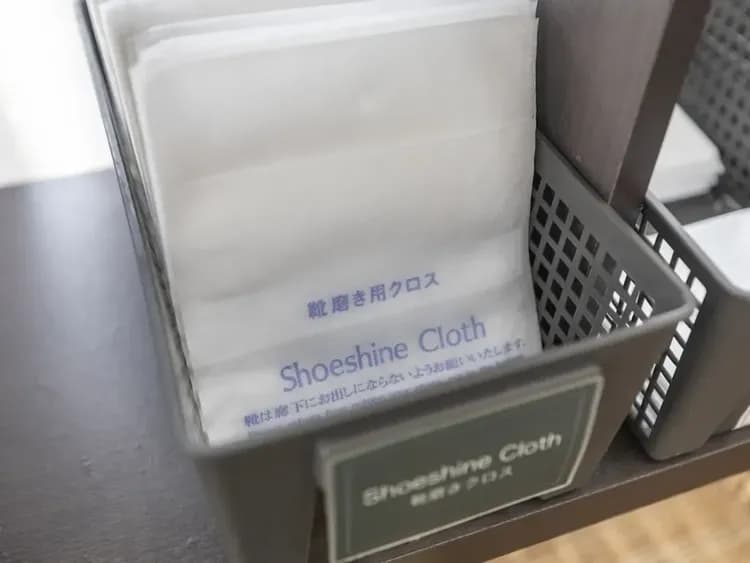 靴磨き用クロス
Shoeshine Cloth
靴は廊下にお出しにならないようお願いいたします.
Shoeshine Cloth
靴磨きクロス